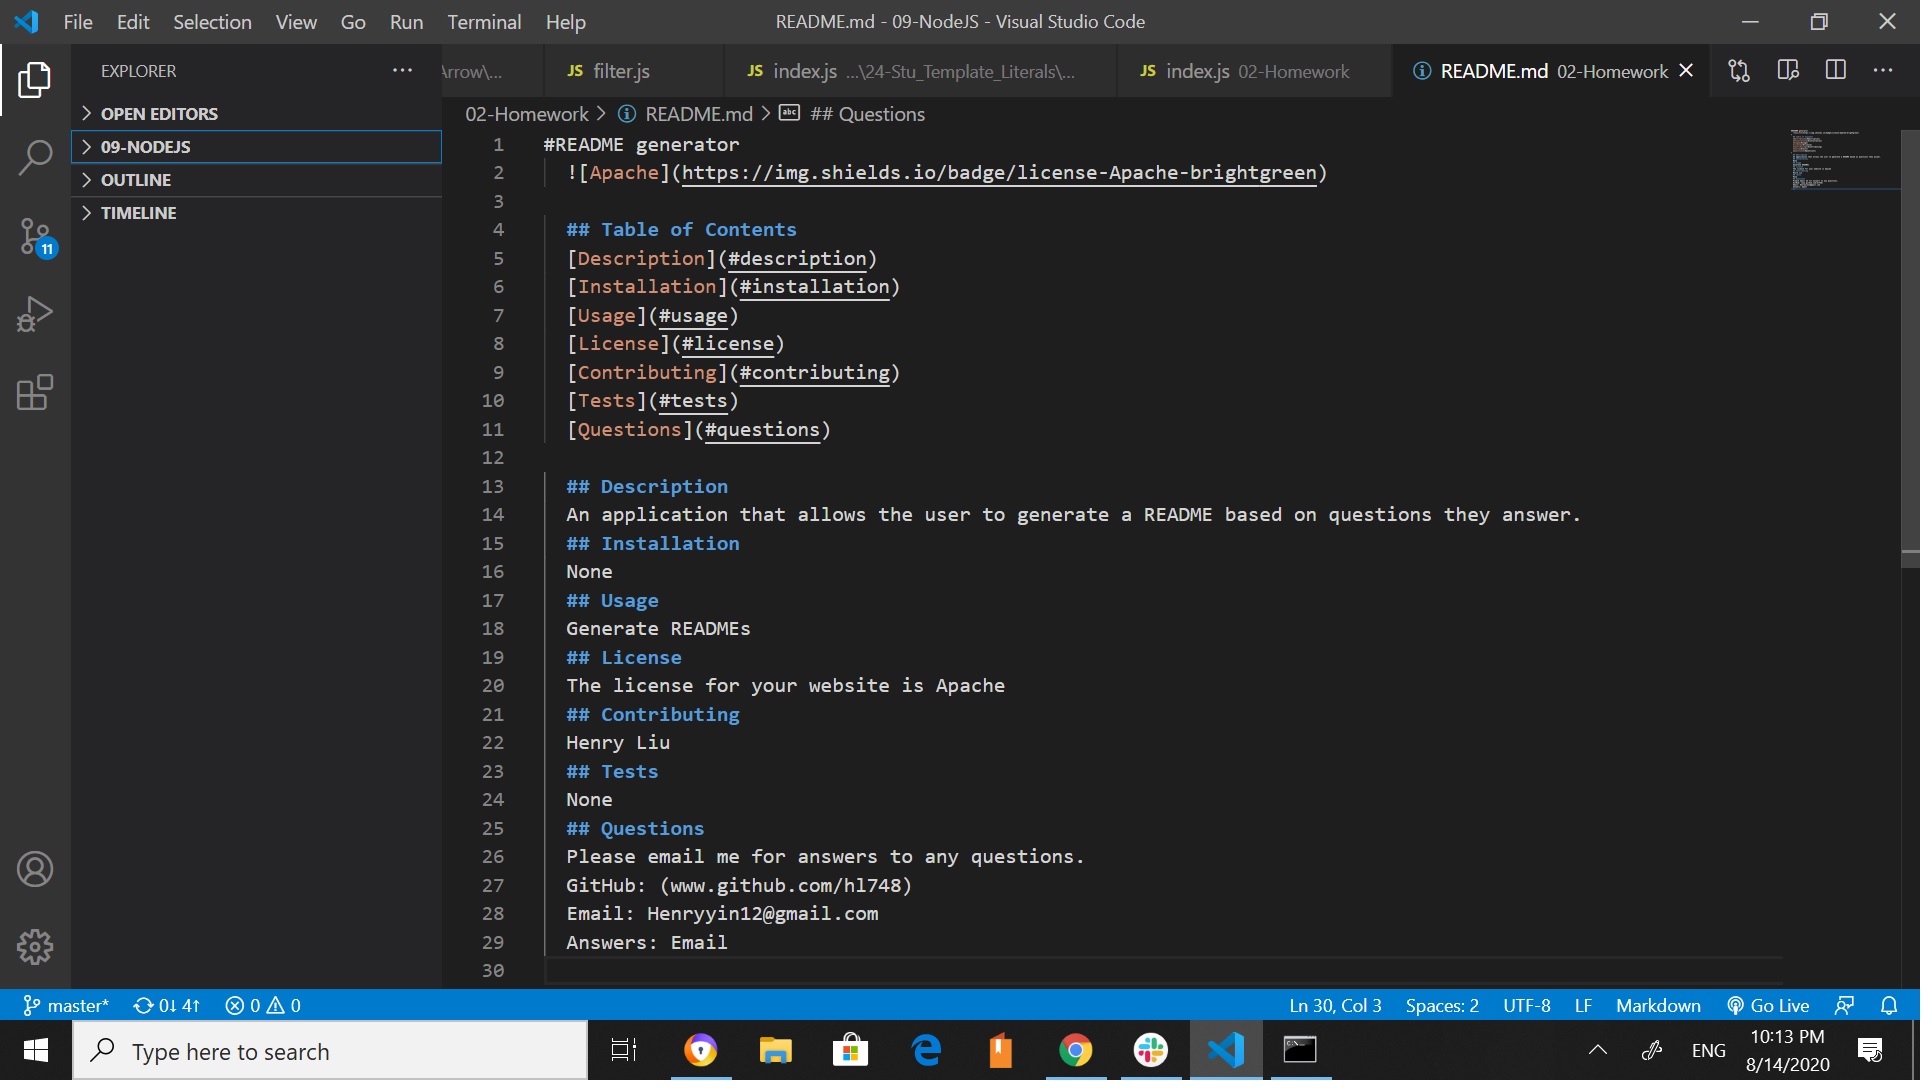 File Edit Selection View Go Run Terminal Help README.md - 09-NodeJS - Visual Studio Code
EXPLORER
OPEN EDITORS
09-NODEJS
OUTLINE
TIMELINE
11
Arrow\... JS filter.js JS index.js ...\24-Stu_Template_Literals\... JS index.js 02-Homework README.md 02-Homework
02-Homework > README.md > ## Questions
1 #README generator
2 ![Apache](https://img.shields.io/badge/license-Apache-brightgreen)
3
4 ## Table of Contents
5 [Description](#description)
6 [Installation](#installation)
7 [Usage](#usage)
8 [License](#license)
9 [Contributing](#contributing)
10 [Tests](#tests)
11 [Questions](#questions)
12
13 ## Description
14 An application that allows the user to generate a README based on questions they answer.
15 ## Installation
16 None
17 ## Usage
18 Generate READMEs
19 ## License
20 The license for your website is Apache
21 ## Contributing
22 Henry Liu
23 ## Tests
24 None
25 ## Questions
26 Please email me for answers to any questions.
27 GitHub: (www.github.com/hl748)
28 Email: Henryyin12@gmail.com
29 Answers: Email
30
master* 0↓ 4↑ 0 0 Ln 30, Col 3 Spaces: 2 UTF-8 LF Markdown Go Live
Type here to search
ENG
10:13 PM
8/14/2020